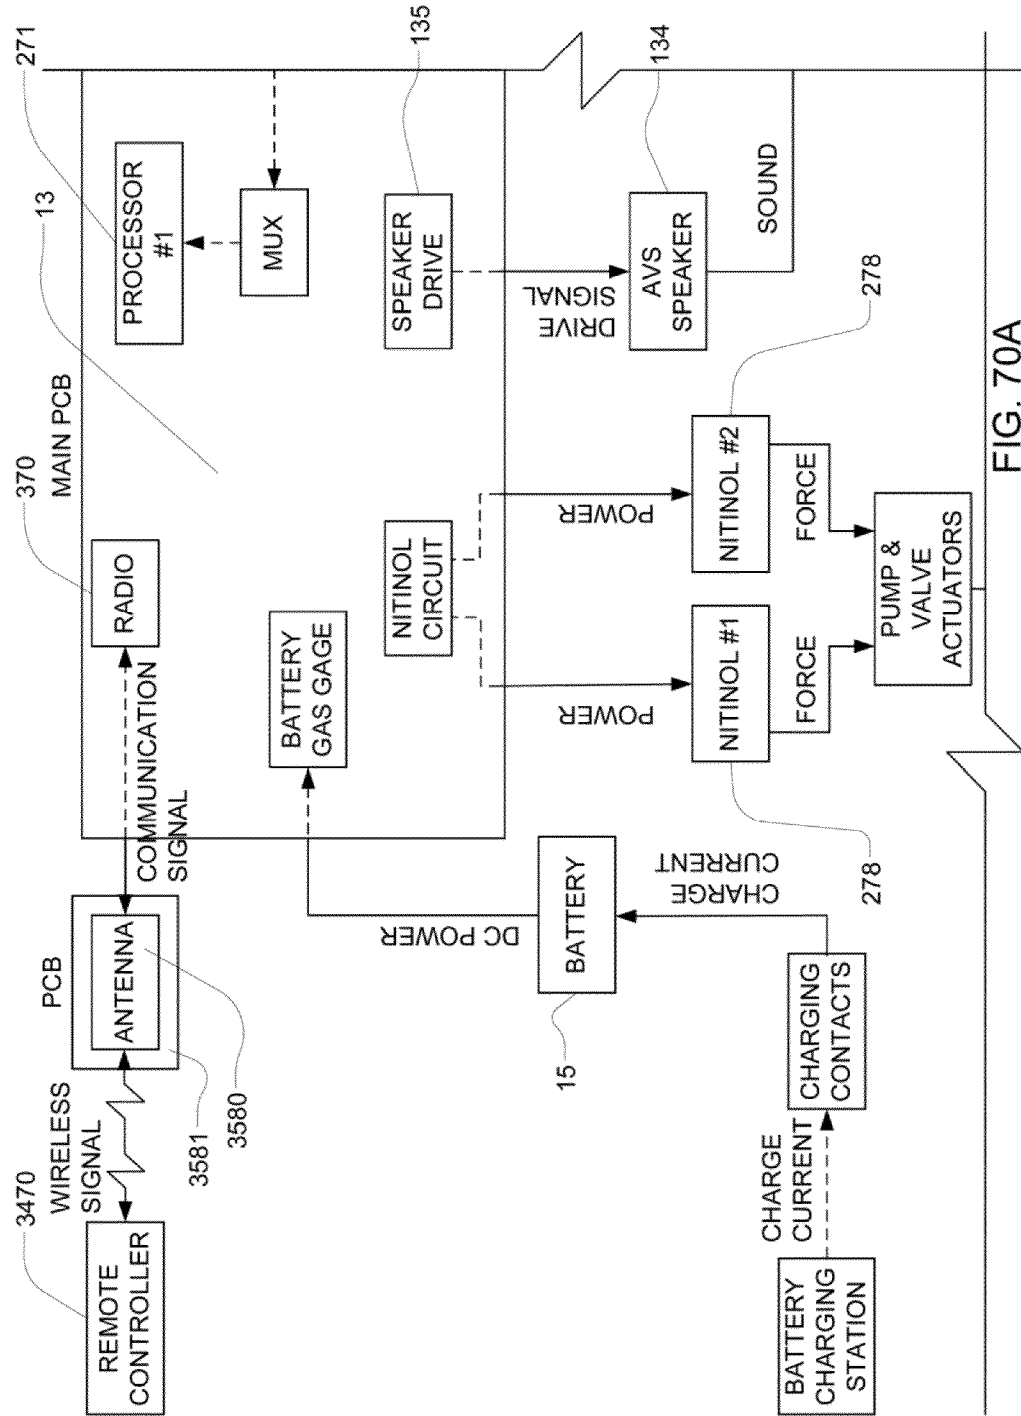 3470
REMOTE
CONTROLLER
WIRELESS
SIGNAL
3581
3580
PCB
ANTENNA
COMMUNICATION
SIGNAL
370
RADIO
MAIN PCB
13
271
PROCESSOR
#1
MUX
BATTERY
GAS GAGE
NITINOL
CIRCUIT
SPEAKER
DRIVE
135
DC POWER
BATTERY
15
CHARGE
CURRENT
POWER
POWER
DRIVE
SIGNAL
AVS
SPEAKER
134
SOUND
NITINOL #1
278
NITINOL #2
278
FORCE
FORCE
BATTERY
CHARGING
STATION
CHARGE
CURRENT
CHARGING
CONTACTS
PUMP &
VALVE
ACTUATORS
FIG. 70A